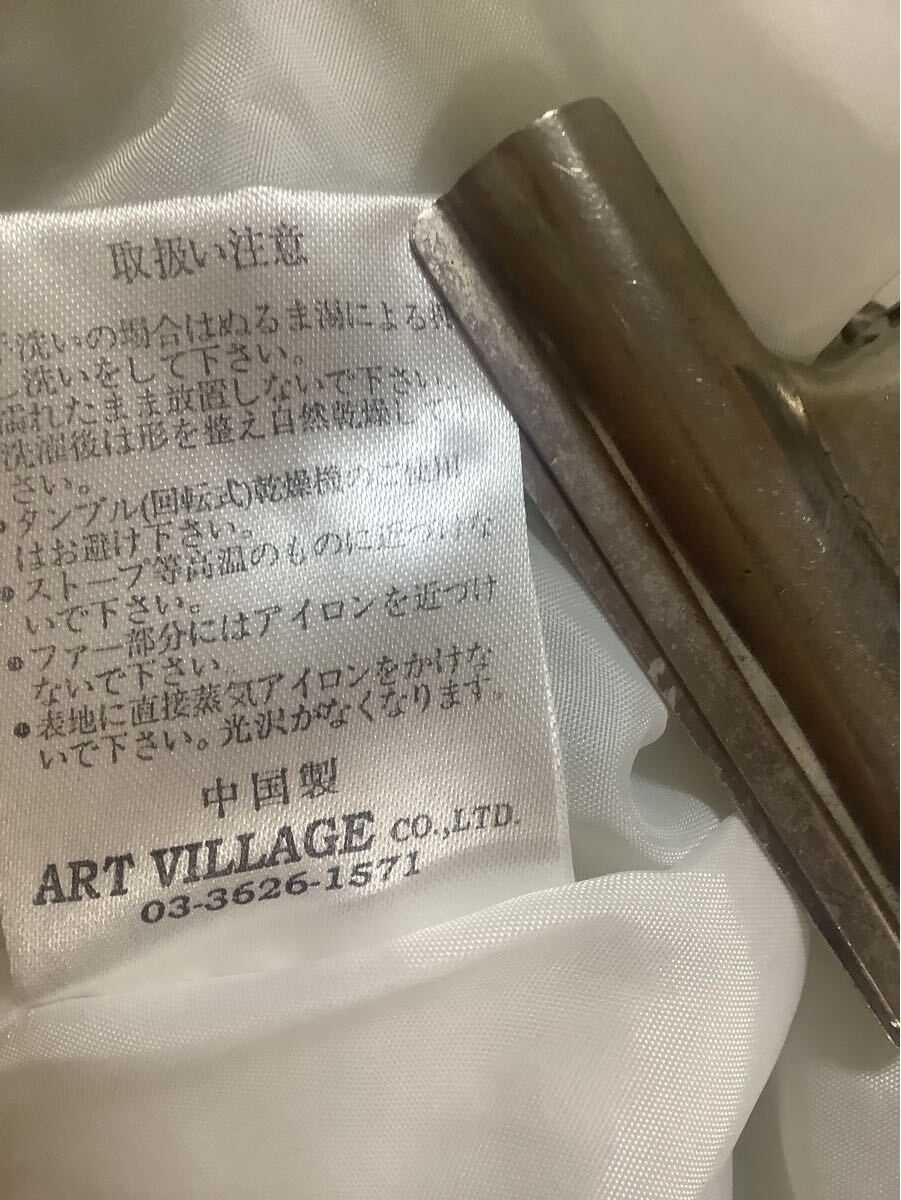 取扱い注意
手洗いの場合はぬるま湯による押
し洗いをして下さい。
濡れたまま放置しないで下さい。
洗濯後は形を整え自然乾燥して
さい。
●タンブル(回転式)乾燥機のご使用
はお避け下さい。
●ストーブ等高温のものに近づけな
いで下さい。
●ファー部分にはアイロンを近づけ
ないで下さい。
●表地に直接蒸気アイロンをかけな
いで下さい。光沢がなくなります。
中国製
ART VILLAGE CO.,LTD.
03-3626-1571